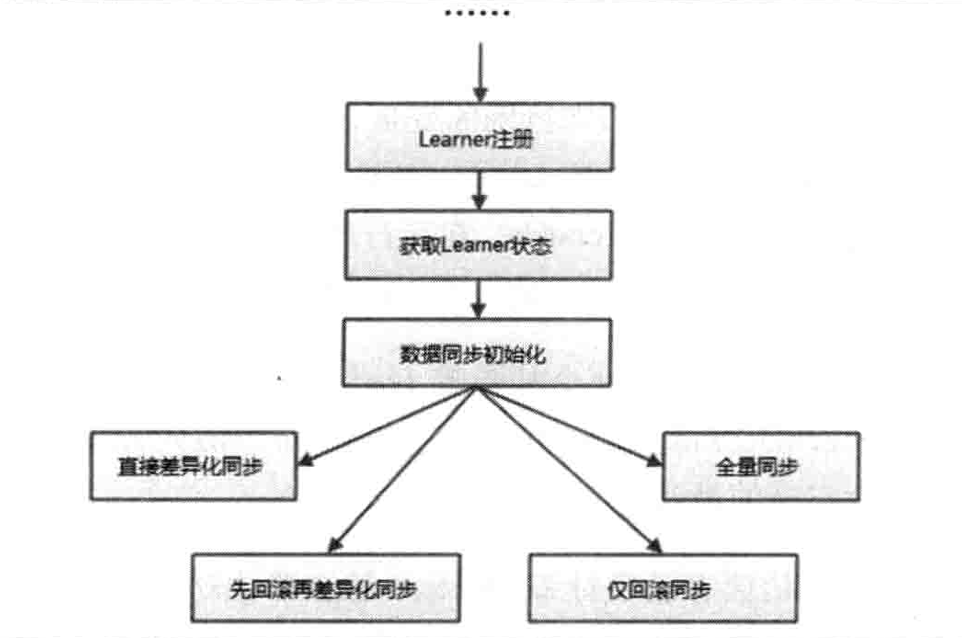 ......
Learner注册
获取Learner状态
数据同步初始化
直接差异化同步
全量同步
先回滚再差异化同步
仅回滚同步